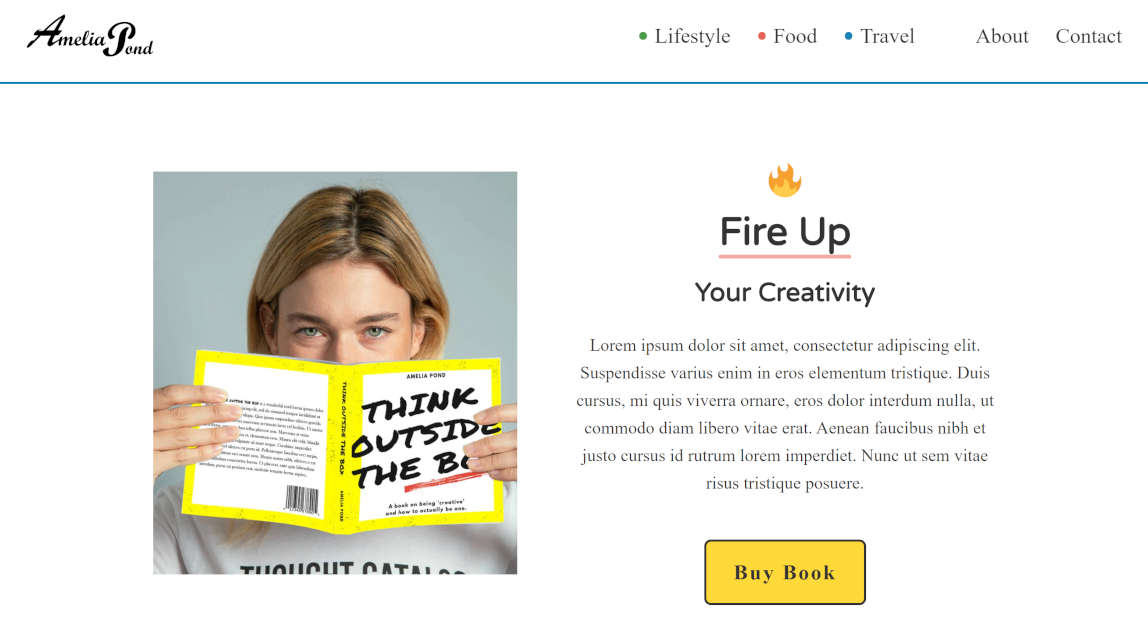 Amelia Pond
Lifestyle
Food
Travel
About
Contact
Fire Up
Your Creativity
Lorem ipsum dolor sit amet, consectetur adipiscing elit.
Suspendisse varius enim in eros elementum tristique. Duis
cursus, mi quis viverra ornare, eros dolor interdum nulla, ut
commodo diam libero vitae erat. Aenean faucibus nibh et
justo cursus id rutrum lorem imperdiet. Nunc ut sem vitae
risus tristique posuere.
Buy Book
AMELIA POND
THINK
OUTSIDE
THE
A book on being 'creative'
and how to actually be one.
THINK OUTSIDE THE BOX
AMELIA POND
THOUGHT